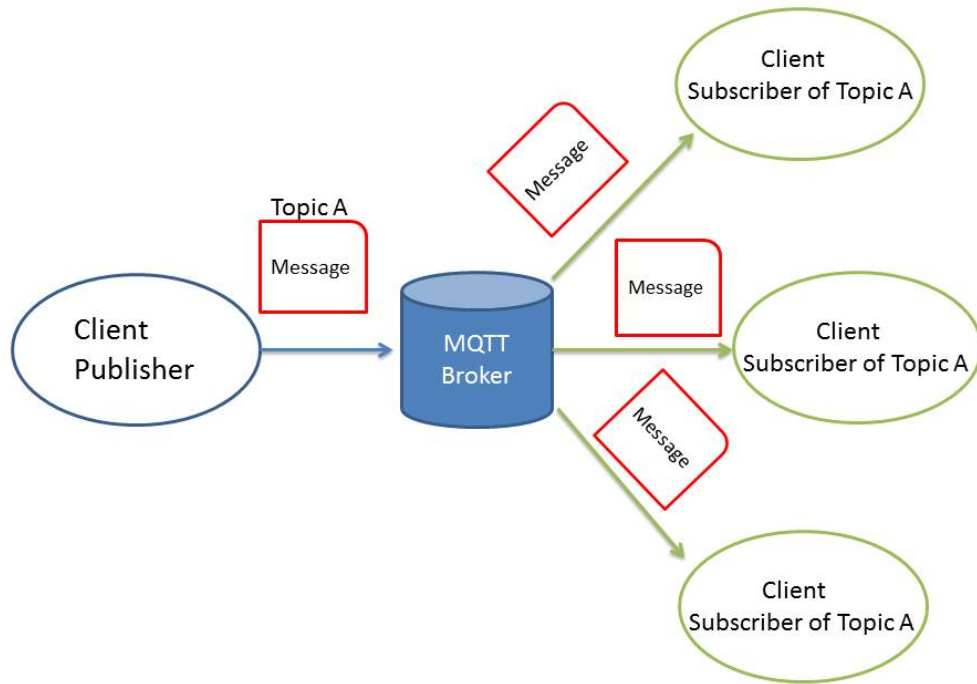 Client
Subscriber of Topic A
Message
Topic A
Message
Message
Client
Publisher
MQTT
Broker
Client
Subscriber of Topic A
Message
Client
Subscriber of Topic A